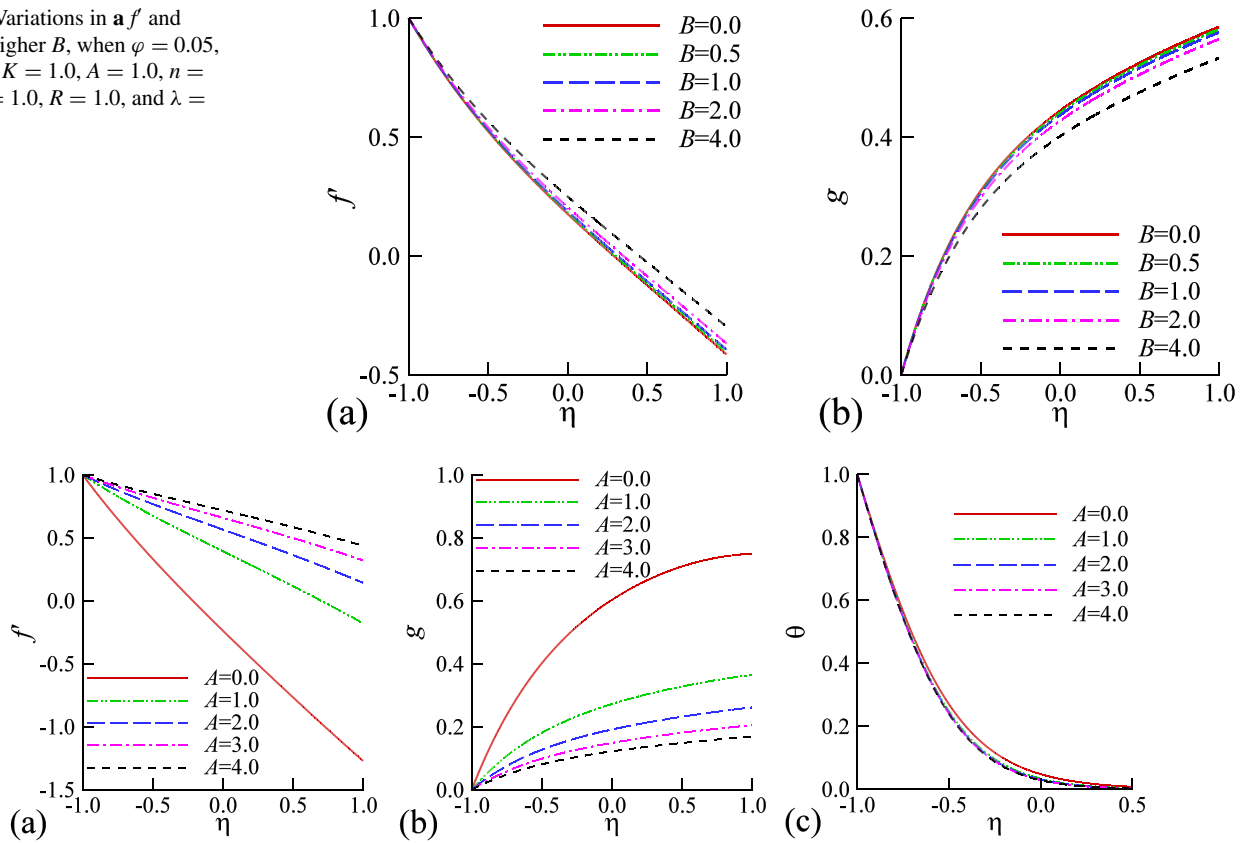 Variations in a f′ and
igher B, when φ = 0.05,
K = 1.0, A = 1.0, n =
= 1.0, R = 1.0, and λ =
1.0
0.5
0.0
-0.5
f′
B=0.0
B=0.5
B=1.0
B=2.0
B=4.0
-1.0 -0.5 0.0 0.5 1.0
η
(a)
0.6
0.4
0.2
0.0
g
B=0.0
B=0.5
B=1.0
B=2.0
B=4.0
-1.0 -0.5 0.0 0.5 1.0
η
(b)
1.0
0.5
0.0
-0.5
-1.0
-1.5
f′
A=0.0
A=1.0
A=2.0
A=3.0
A=4.0
-1.0 -0.5 0.0 0.5 1.0
η
(a)
1.0
0.8
0.6
0.4
0.2
0.0
g
A=0.0
A=1.0
A=2.0
A=3.0
A=4.0
-1.0 -0.5 0.0 0.5 1.0
η
(b)
1.0
0.8
0.6
0.4
0.2
0.0
θ
A=0.0
A=1.0
A=2.0
A=3.0
A=4.0
-1.0 -0.5 0.0 0.5
η
(c)